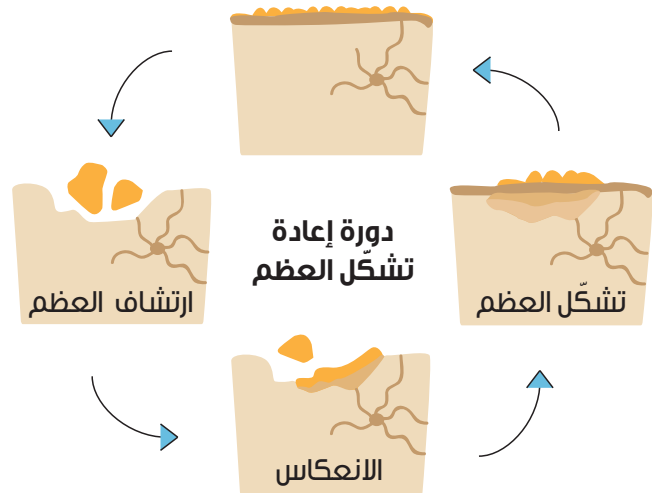 دورة إعادة
تشكّل العظم
ارتشاف العظم
تشكّل العظم
الانعكاس